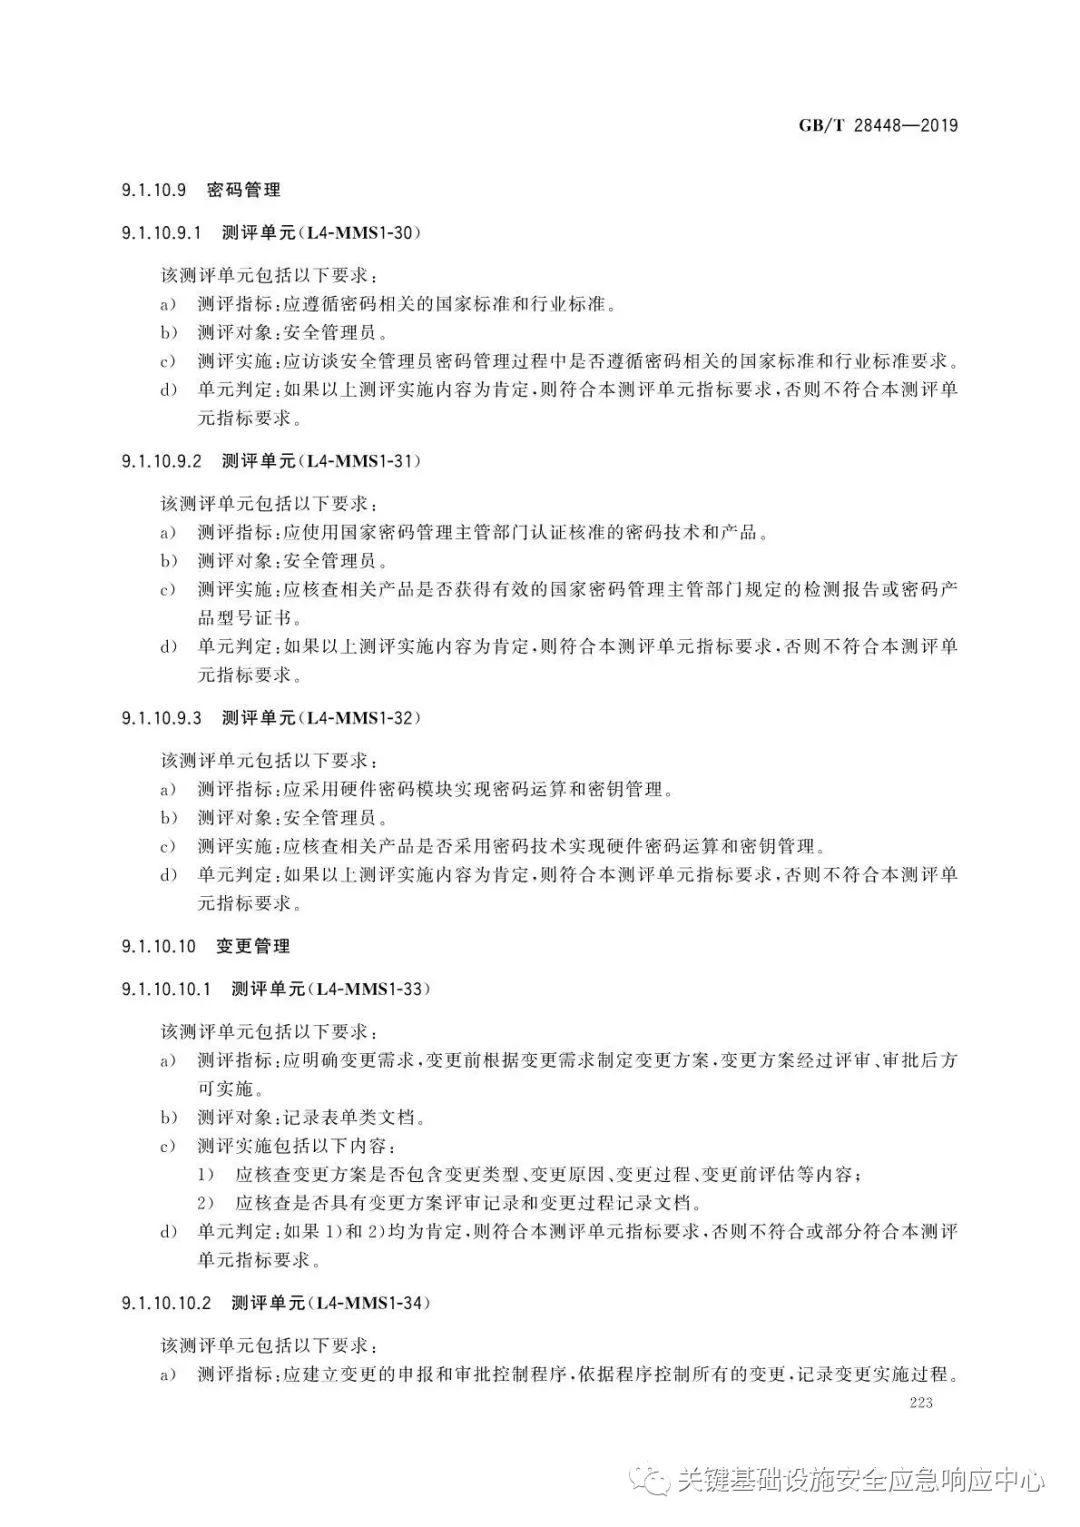 GB/T 28448—2019
9.1.10.9 密码管理
9.1.10.9.1 测评单元(L4-MMS1-30)
该测评单元包括以下要求:
a) 测评指标:应遵循密码相关的国家标准和行业标准。
b) 测评对象:安全管理员。
c) 测评实施:应访谈安全管理员密码管理过程中是否遵循密码相关的国家标准和行业标准要求。
d) 单元判定:如果以上测评实施内容为肯定,则符合本测评单元指标要求,否则不符合本测评单
元指标要求。
9.1.10.9.2 测评单元(L4-MMS1-31)
该测评单元包括以下要求:
a) 测评指标:应使用国家密码管理主管部门认证核准的密码技术和产品。
b) 测评对象:安全管理员。
c) 测评实施:应核查相关产品是否获得有效的国家密码管理主管部门规定的检测报告或密码产
品型号证书。
d) 单元判定:如果以上测评实施内容为肯定,则符合本测评单元指标要求,否则不符合本测评单
元指标要求。
9.1.10.9.3 测评单元(L4-MMS1-32)
该测评单元包括以下要求:
a) 测评指标:应采用硬件密码模块实现密码运算和密钥管理。
b) 测评对象:安全管理员。
c) 测评实施:应核查相关产品是否采用密码技术实现硬件密码运算和密钥管理。
d) 单元判定:如果以上测评实施内容为肯定,则符合本测评单元指标要求,否则不符合本测评单
元指标要求。
9.1.10.10 变更管理
9.1.10.10.1 测评单元(L4-MMS1-33)
该测评单元包括以下要求:
a) 测评指标:应明确变更需求,变更前根据变更需求制定变更方案,变更方案经过评审、审批后方
可实施。
b) 测评对象:记录表单类文档。
c) 测评实施包括以下内容:
1) 应核查变更方案是否包含变更类型、变更原因、变更过程、变更前评估等内容;
2) 应核查是否具有变更方案评审记录和变更过程记录文档。
d) 单元判定:如果1)和2)均为肯定,则符合本测评单元指标要求,否则不符合或部分符合本测评
单元指标要求。
9.1.10.10.2 测评单元(L4-MMS1-34)
该测评单元包括以下要求:
a) 测评指标:应建立变更的申报和审批控制程序,依据程序控制所有的变更,记录变更实施过程。
223
关键基础设施安全应急响应中心